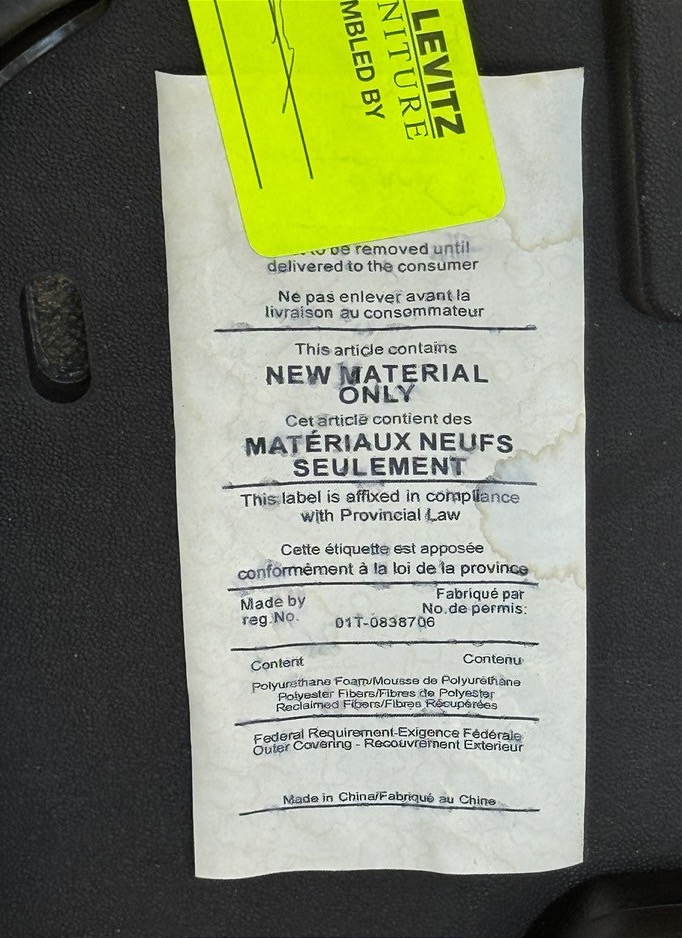 LEVITZ
NITURE
MBLED BY
be removed until
delivered to the consumer
Ne pas enlever avant la
livraison au consommateur
This article contains
NEW MATERIAL
ONLY
Cet article contient des
MATÉRIAUX NEUFS
SEULEMENT
This label is affixed in compliance
with Provincial Law
Cette étiquette est apposée
conformément à la loi de la province
Made by Fabriqué par
reg.No. No.de permis:
01T-0838706
Content Contenu
Polyurethane Foam/Mousse de Polyuréthane
Polyester Fibers/Fibres de Polyester
Reclaimed Fibers/Fibres Récupérées
Federal Requirement-Exigence Fédérale
Outer Covering - Recouvrement Exterieur
Made in China/Fabriqué au Chine